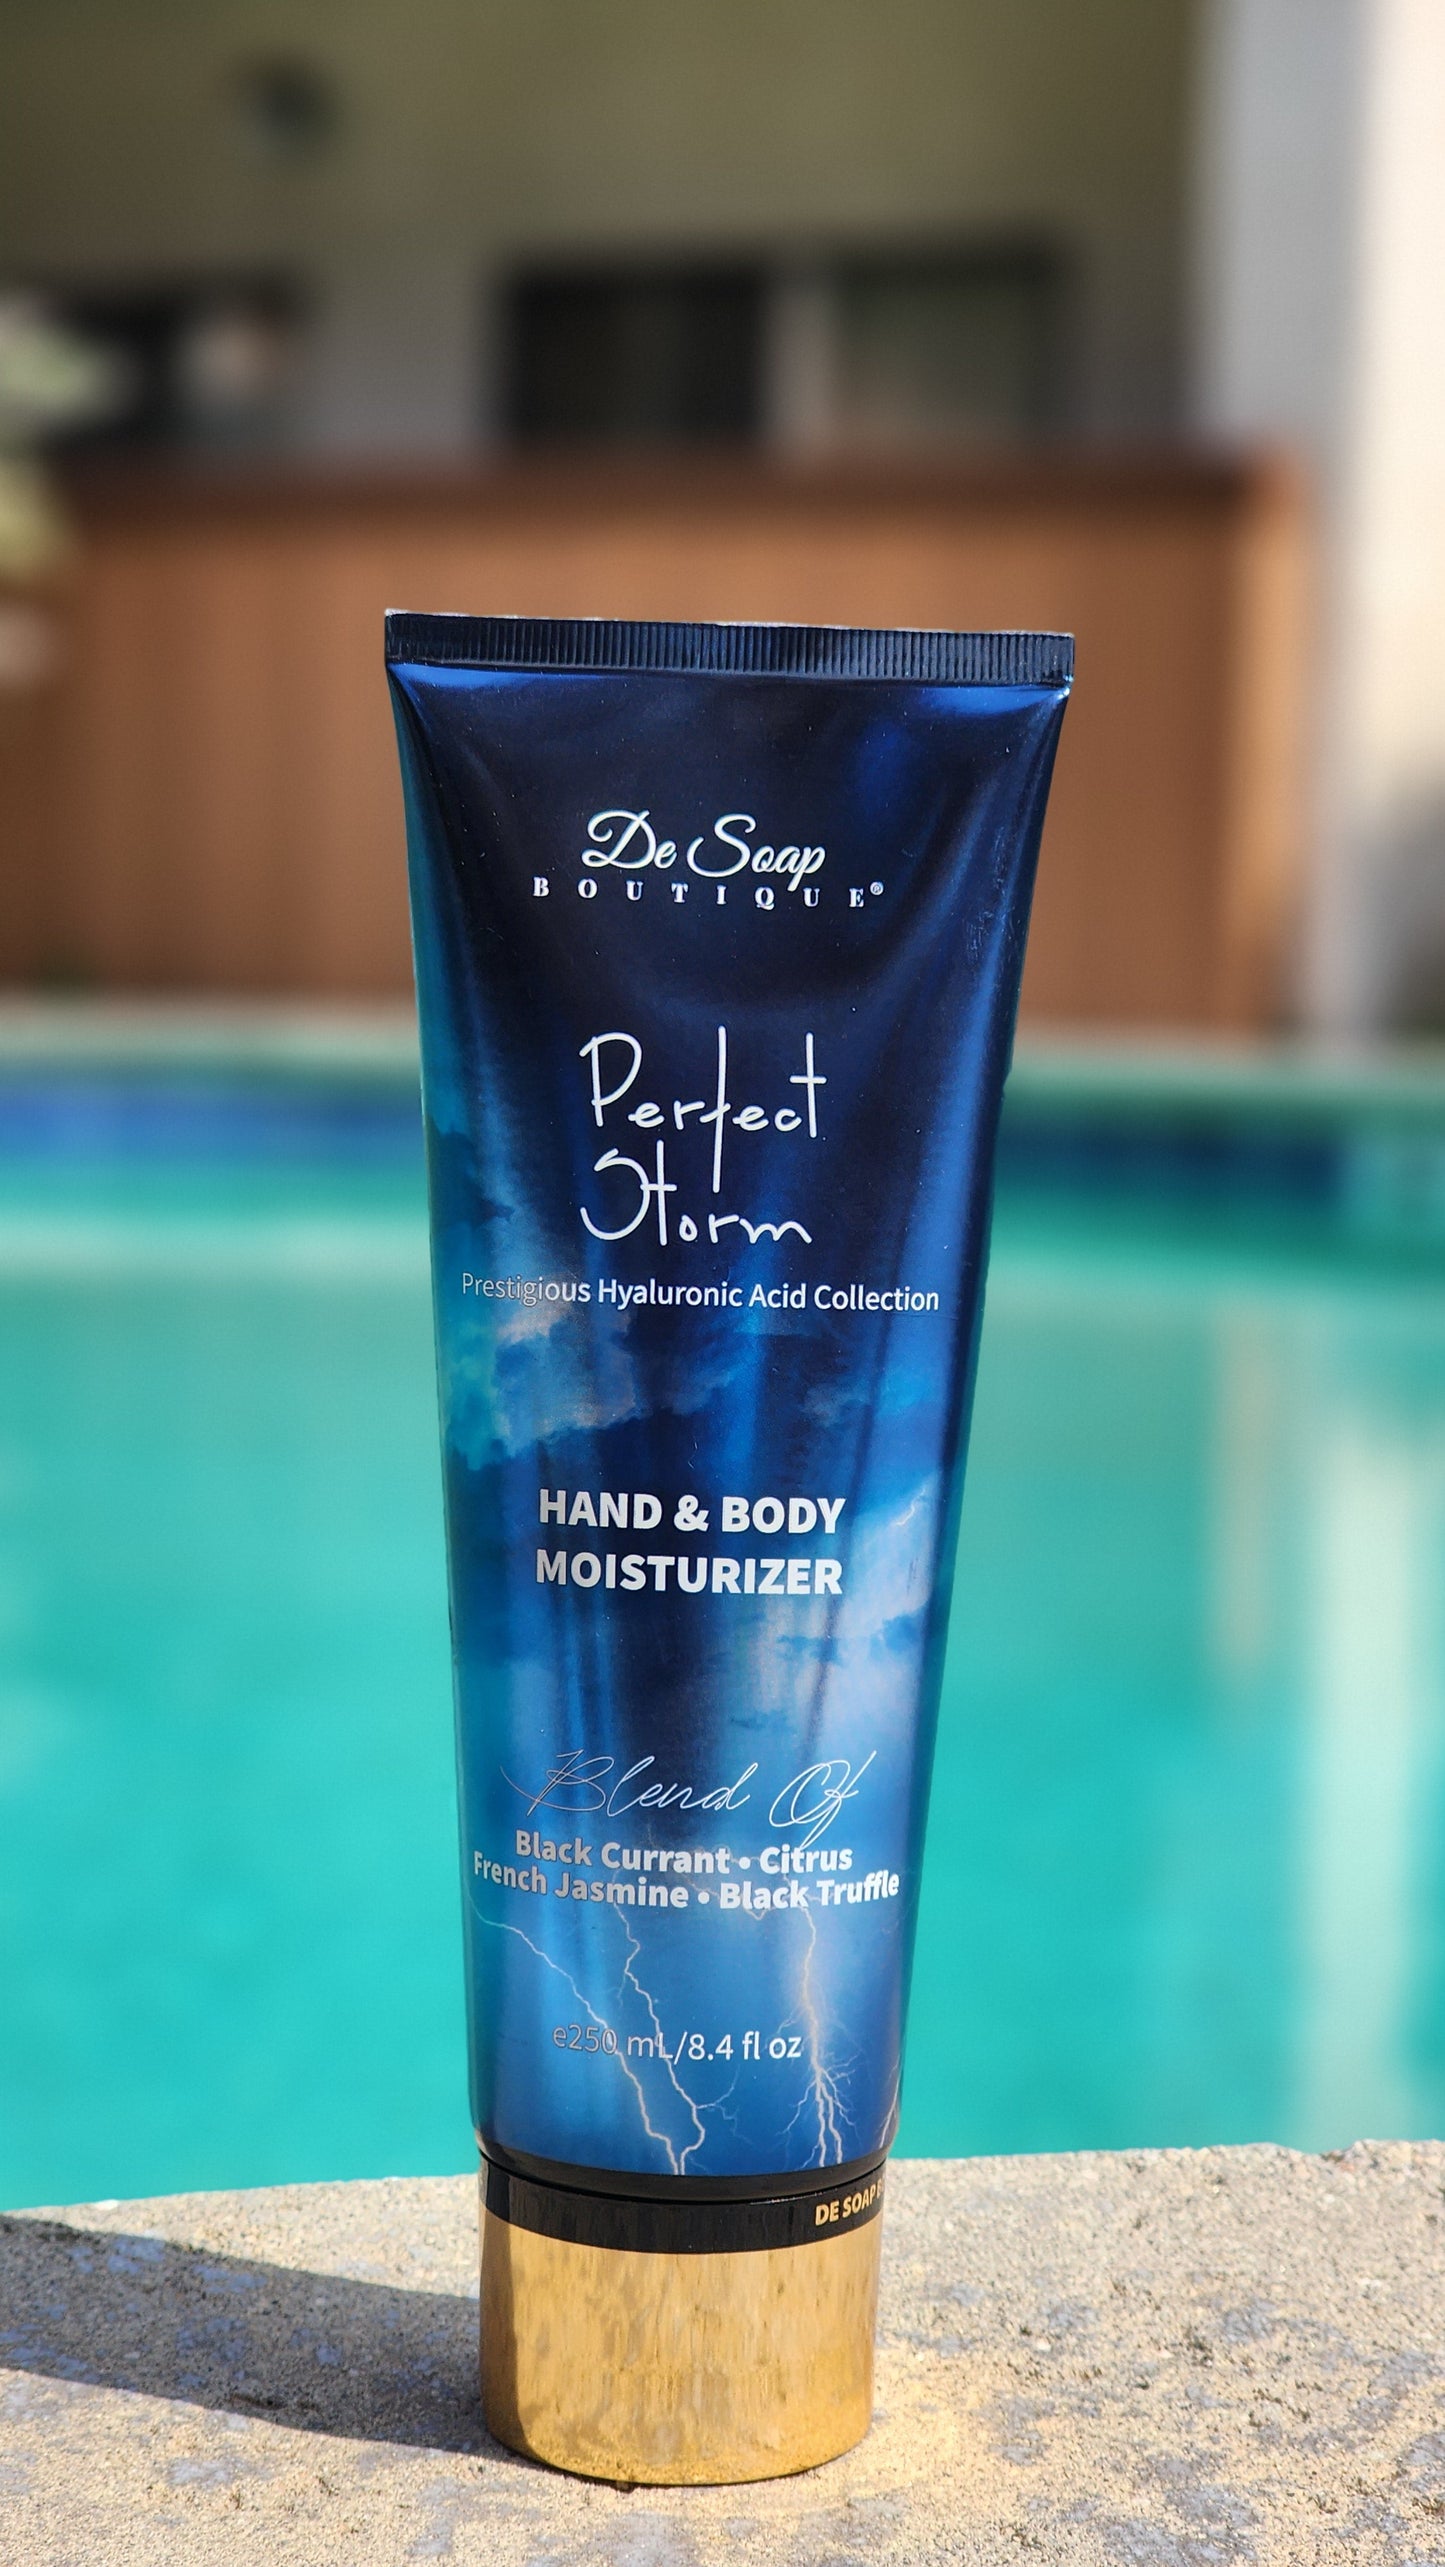 De Soap
BOUTIQUE®
Perfect
Storm
Prestigious Hyaluronic Acid Collection
HAND & BODY
MOISTURIZER
Blend Of
Black Currant • Citrus
French Jasmine • Black Truffle
e250 mL/8.4 fl oz
DE SOAP